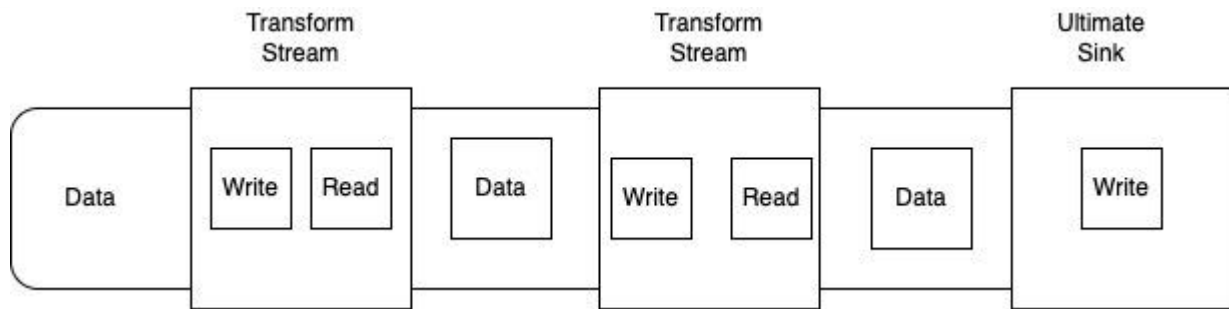 Transform
Stream
Transform
Stream
Ultimate
Sink
Data
Write
Read
Data
Write
Read
Data
Write